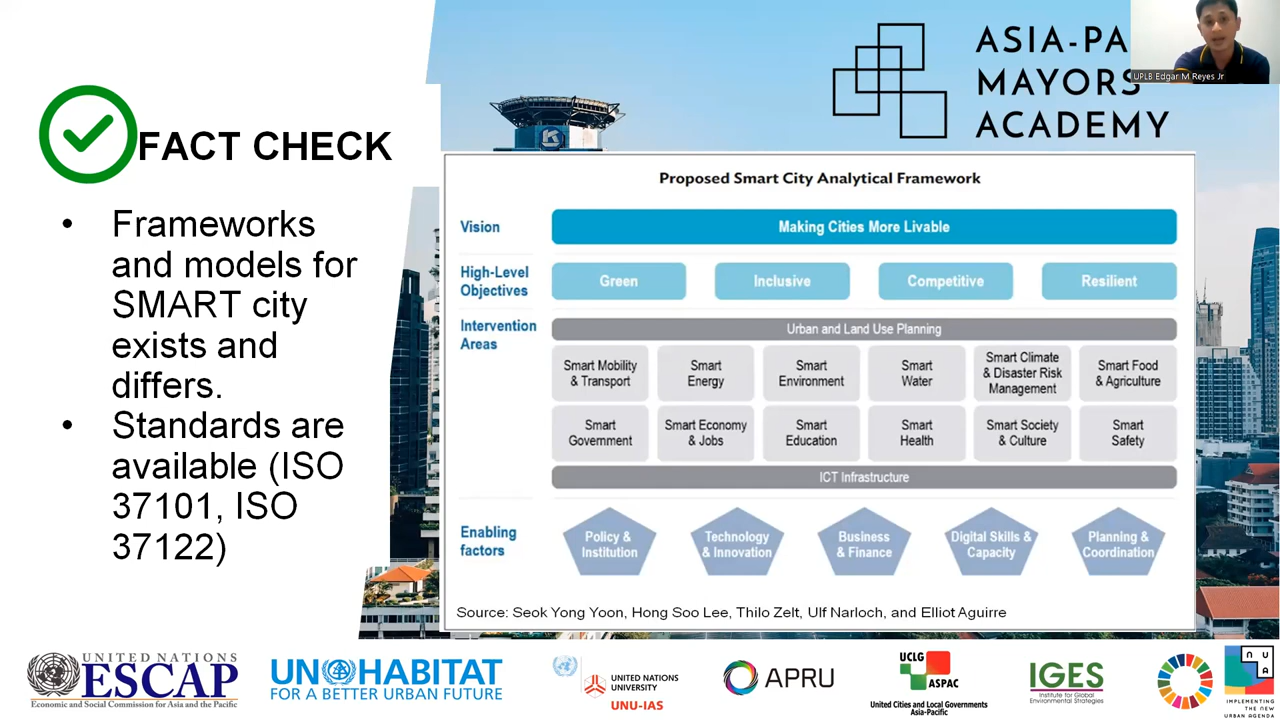 FACT CHECK
• Frameworks
and models for
SMART city
exists and
differs.
• Standards are
available (ISO
37101, ISO
37122)
ASIA-PA
MAYORS
ACADEMY
UPLB Edgar M Reyes Jr
K
Proposed Smart City Analytical Framework
Vision
Making Cities More Livable
High-Level
Objectives
Green
Inclusive
Competitive
Resilient
Intervention
Areas
Urban and Land Use Planning
Smart Mobility
& Transport
Smart
Energy
Smart
Environment
Smart
Water
Smart Climate
& Disaster Risk
Management
Smart Food
& Agriculture
Smart
Government
Smart Economy
& Jobs
Smart
Education
Smart
Health
Smart Society
& Culture
Smart
Safety
ICT Infrastructure
Enabling
factors
Policy &
Institution
Technology
& Innovation
Business
& Finance
Digital Skills &
Capacity
Planning &
Coordination
Source: Seok Yong Yoon, Hong Soo Lee, Thilo Zelt, Ulf Narloch, and Elliot Aguirre
UNITED NATIONS
ESCAP
Economic and Social Commission for Asia and the Pacific
UN HABITAT
FOR A BETTER URBAN FUTURE
UNITED NATIONS
UNIVERSITY
UNU-IAS
APRU
UCLG
ASPAC
United Cities and Local Governments
Asia-Pacific
IGES
Institute for Global
Environmental Strategies
NUA
IMPLEMENTING
THE NEW
URBAN AGENDA